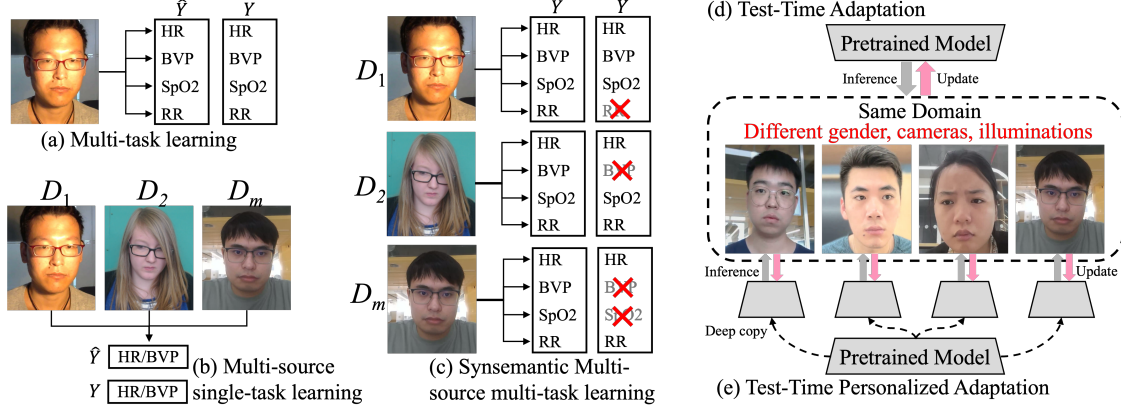 Ŷ Y
HR HR
BVP BVP
SpO2 SpO2
RR RR
(a) Multi-task learning
D1 D2 Dm
Ŷ HR/BVP
Y HR/BVP
(b) Multi-source
single-task learning
Y Y
D1
HR HR
BVP BVP
SpO2 SpO2
RR RR
D2
HR HR
BVP BVP
SpO2 SpO2
RR RR
Dm
HR HR
BVP BVP
SpO2 SpO2
RR RR
(c) Synsemantic Multi-
source multi-task learning
(d) Test-Time Adaptation
Pretrained Model
Inference Update
Same Domain
Different gender, cameras, illuminations
Inference Update
Deep copy
Pretrained Model
(e) Test-Time Personalized Adaptation